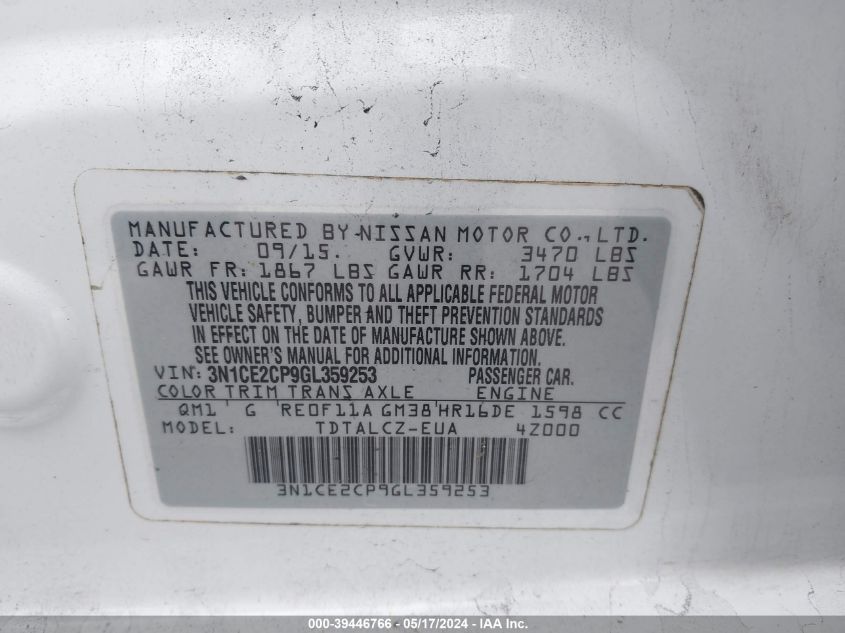 MANUFACTURED BY NISSAN MOTOR CO., LTD.
DATE: 09/15. GVWR: 3470 LBS
GAWR FR: 1867 LBS GAWR RR: 1704 LBS
THIS VEHICLE CONFORMS TO ALL APPLICABLE FEDERAL MOTOR
VEHICLE SAFETY, BUMPER AND THEFT PREVENTION STANDARDS
IN EFFECT ON THE DATE OF MANUFACTURE SHOWN ABOVE.
SEE OWNER'S MANUAL FOR ADDITIONAL INFORMATION.
VIN: 3N1CE2CP9GL359253 PASSENGER CAR.
COLOR TRIM TRANS AXLE ENGINE
QM1 G RE0F11A GM38 HR16DE 1598 CC
MODEL: TDTALCZ-EUA 4Z000
3N1CE2CP9GL359253
000-39446766 - 05/17/2024 - IAAI.com